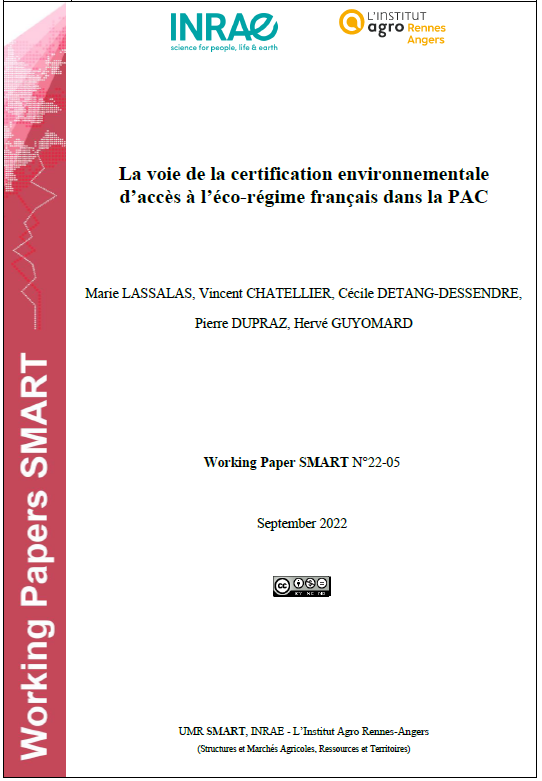 INRAE
science for people, life & earth
L'INSTITUT
agro Rennes
Angers
La voie de la certification environnementale
d'accès à l'éco-régime français dans la PAC
Marie LASSALAS, Vincent CHATELLIER, Cécile DETANG-DESSENDRE,
Pierre DUPRAZ, Hervé GUYOMARD
Working Paper SMART N°22-05
September 2022
cc
BY NC ND
UMR SMART, INRAE - L'Institut Agro Rennes-Angers
(Structures et Marchés Agricoles, Ressources et Territoires)
Working Papers SMART